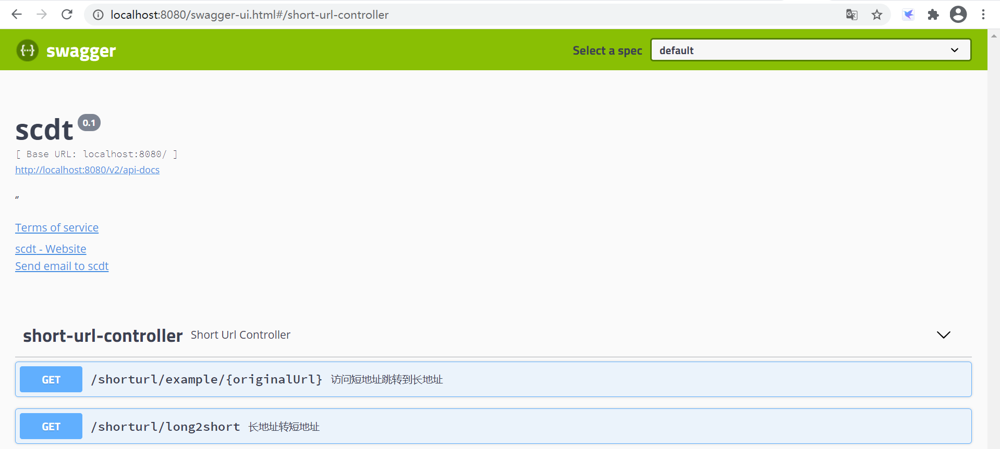 localhost:8080/swagger-ui.html#/short-url-controller
{...} swagger
Select a spec default
scdt 0.1
[ Base URL: localhost:8080/ ]
http://localhost:8080/v2/api-docs
“
Terms of service
scdt - Website
Send email to scdt
short-url-controller Short Url Controller
GET /shorturl/example/{originalUrl} 访问短地址跳转到长地址
GET /shorturl/long2short 长地址转短地址